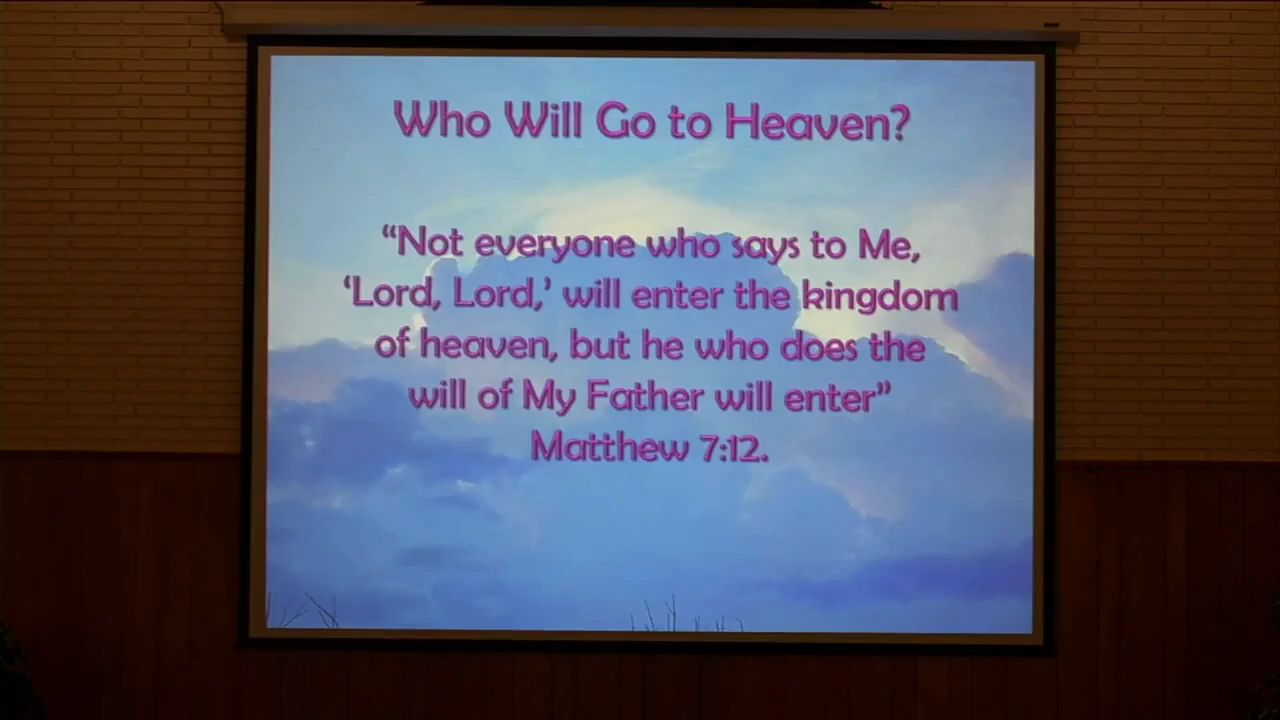 Who Will Go to Heaven?
“Not everyone who says to Me,
‘Lord, Lord,’ will enter the kingdom
of heaven, but he who does the
will of My Father will enter”
Matthew 7:12.